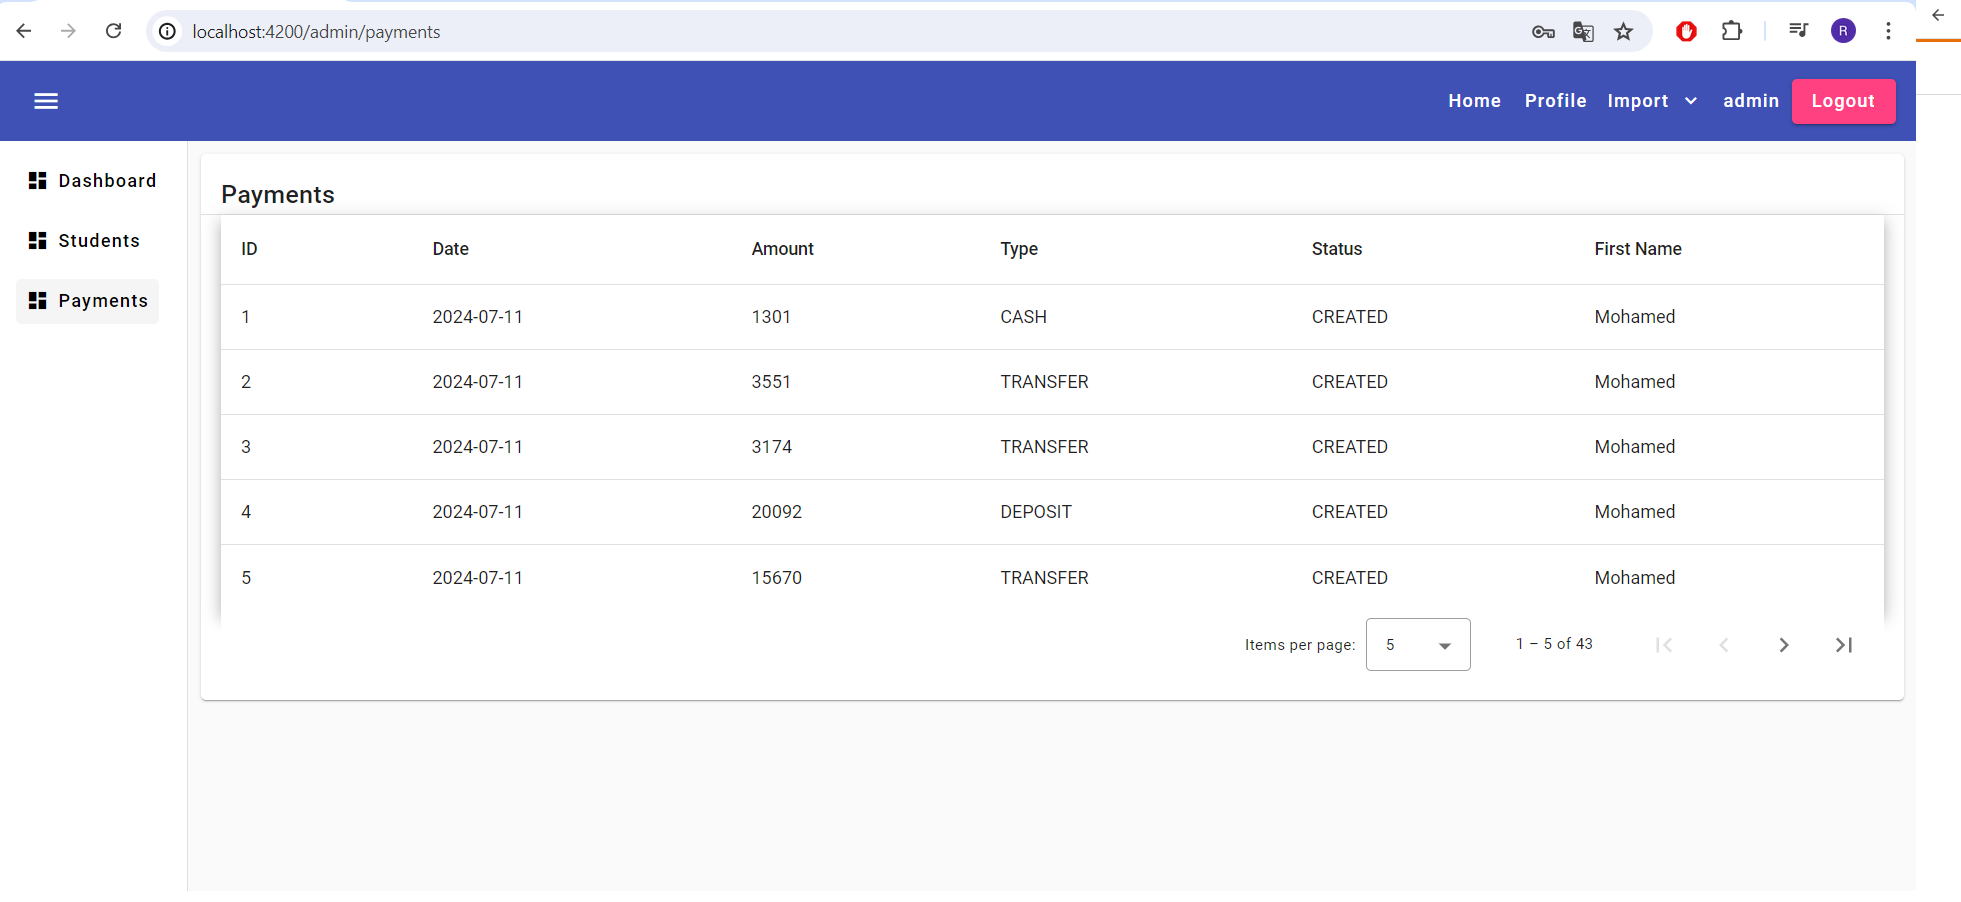 localhost:4200/admin/payments
R
Home Profile Import admin Logout
Dashboard
Students
Payments
Payments
ID Date Amount Type Status First Name
1 2024-07-11 1301 CASH CREATED Mohamed
2 2024-07-11 3551 TRANSFER CREATED Mohamed
3 2024-07-11 3174 TRANSFER CREATED Mohamed
4 2024-07-11 20092 DEPOSIT CREATED Mohamed
5 2024-07-11 15670 TRANSFER CREATED Mohamed
Items per page: 5 1 – 5 of 43